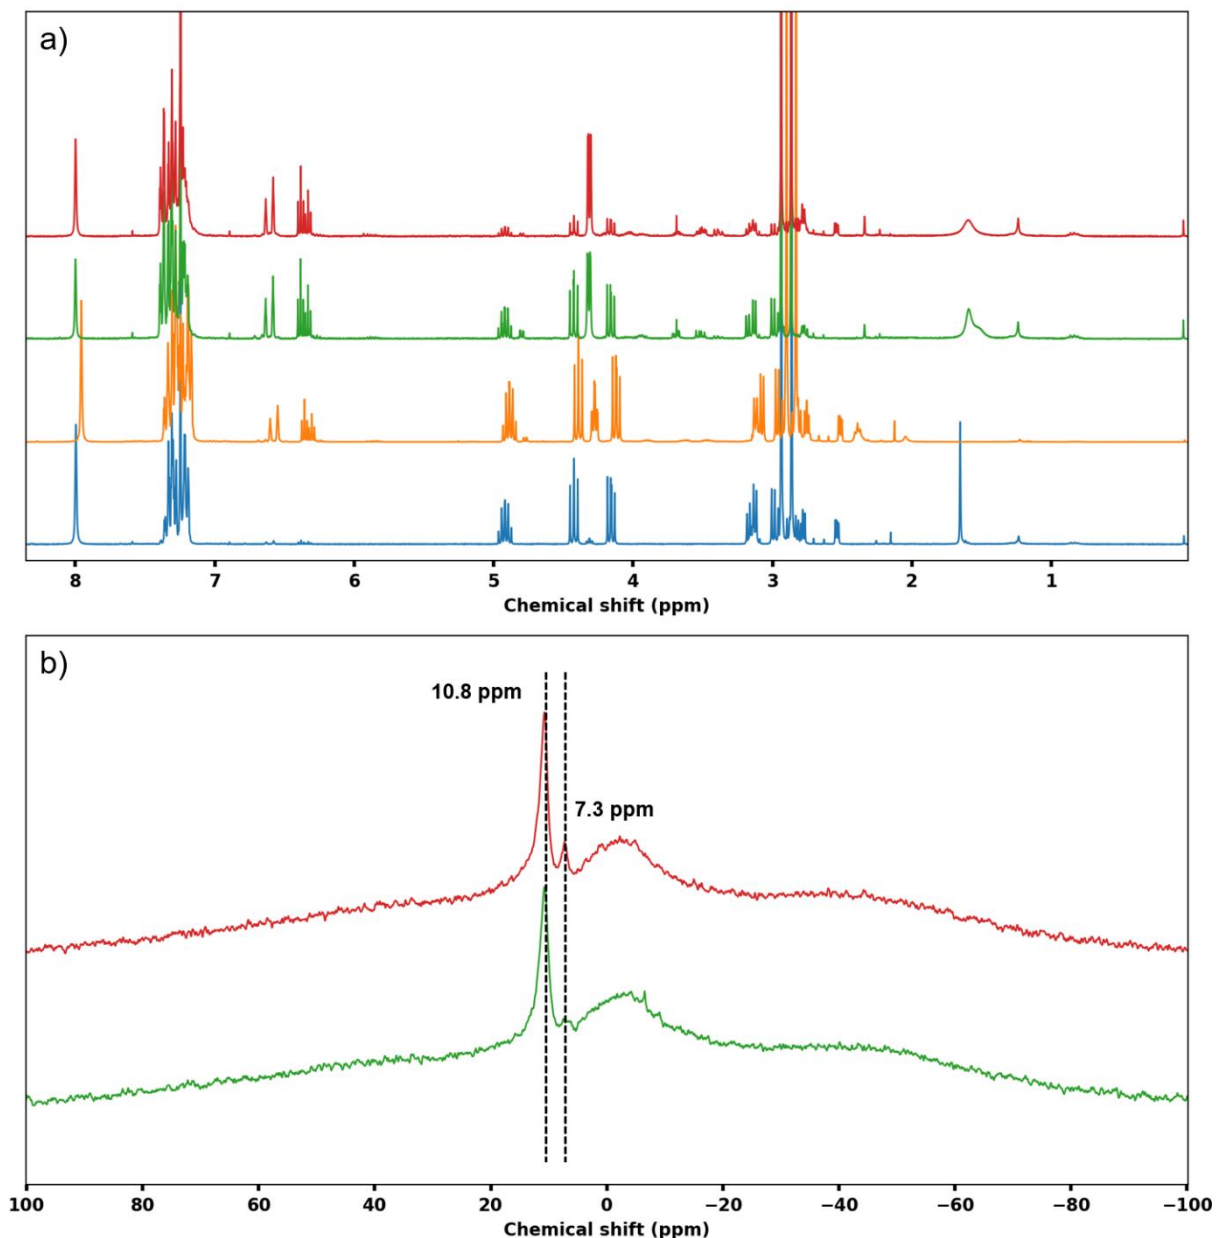 a)
8 7 6 5 4 3 2 1
Chemical shift (ppm)
b)
10.8 ppm
7.3 ppm
100 80 60 40 20 0 −20 −40 −60 −80 −100
Chemical shift (ppm)